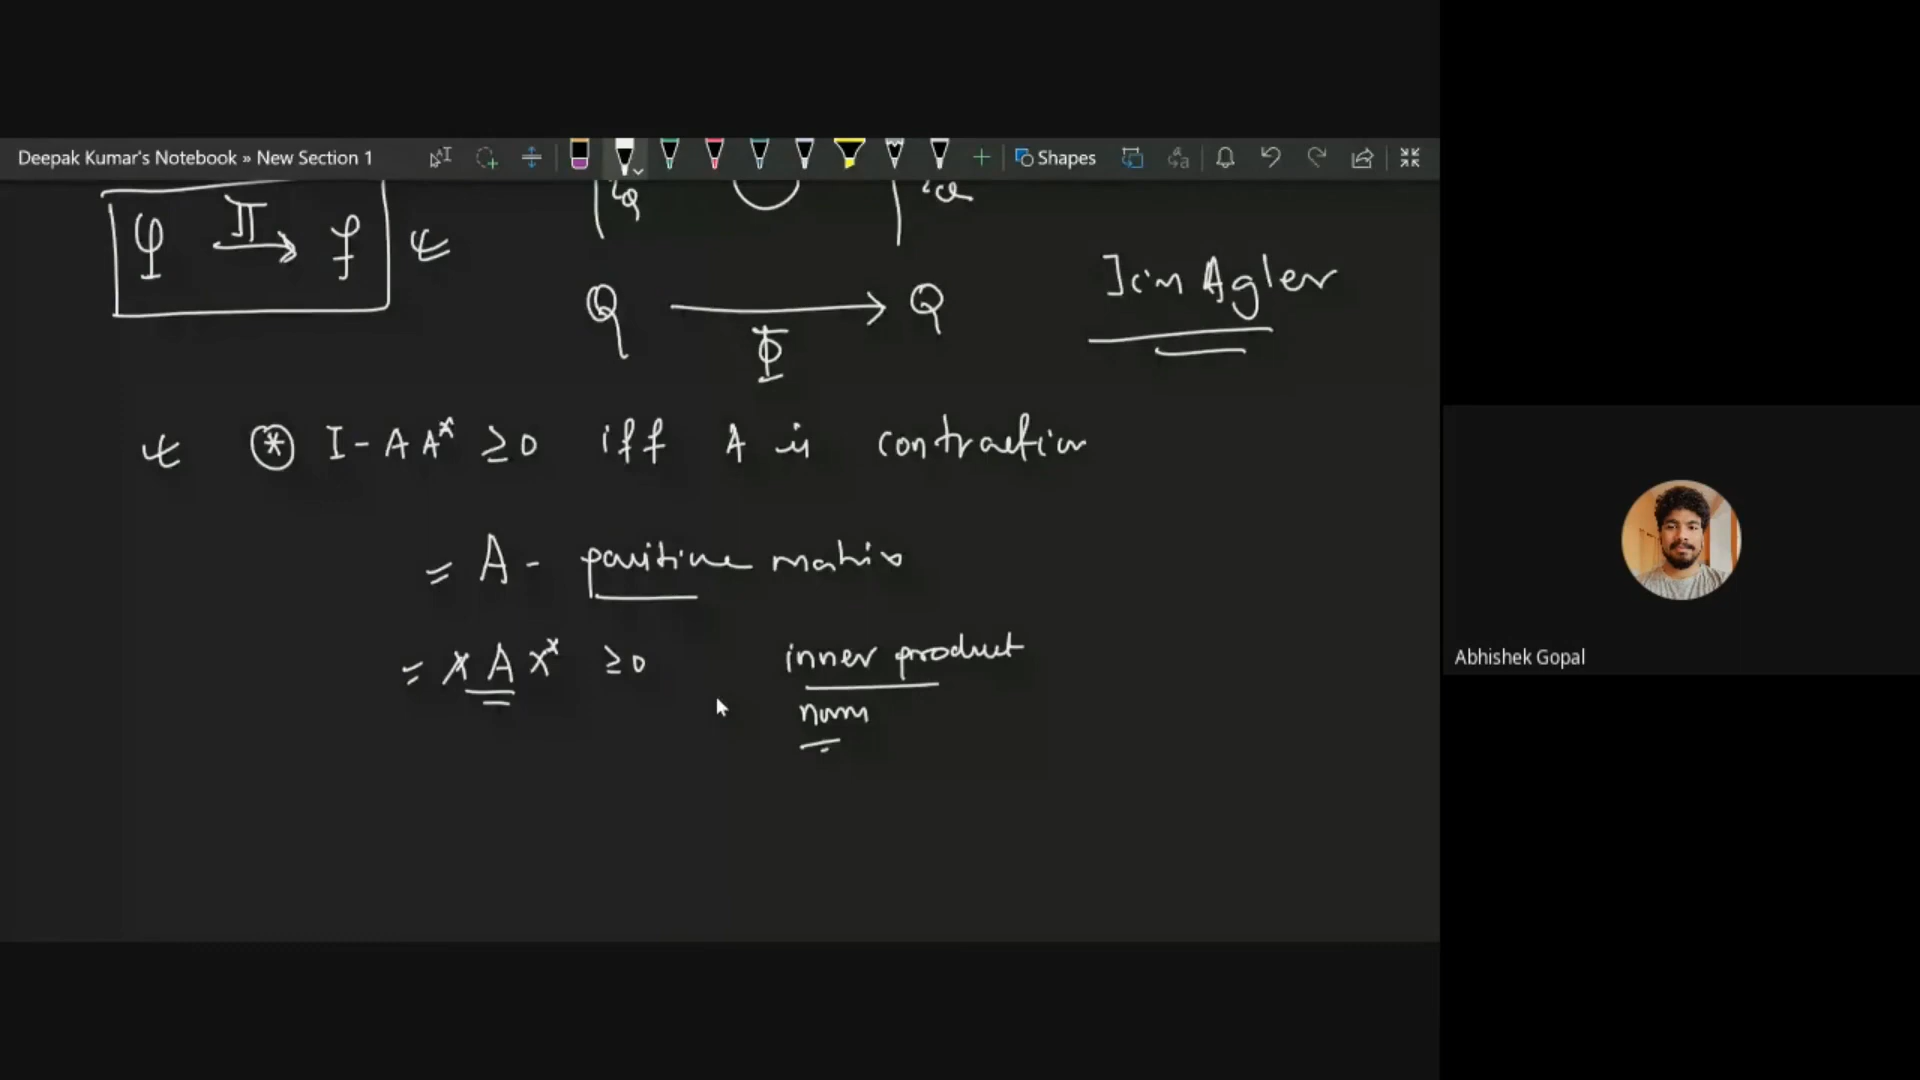 Deepak Kumar's Notebook » New Section 1
Shapes
φ π→ f
Q → Q
Φ
Jim Agler
⊛ I - A A* ≥ 0 iff A is contraction
= A - positive matrix
= x A x* ≥ 0
inner product
norm
Abhishek Gopal